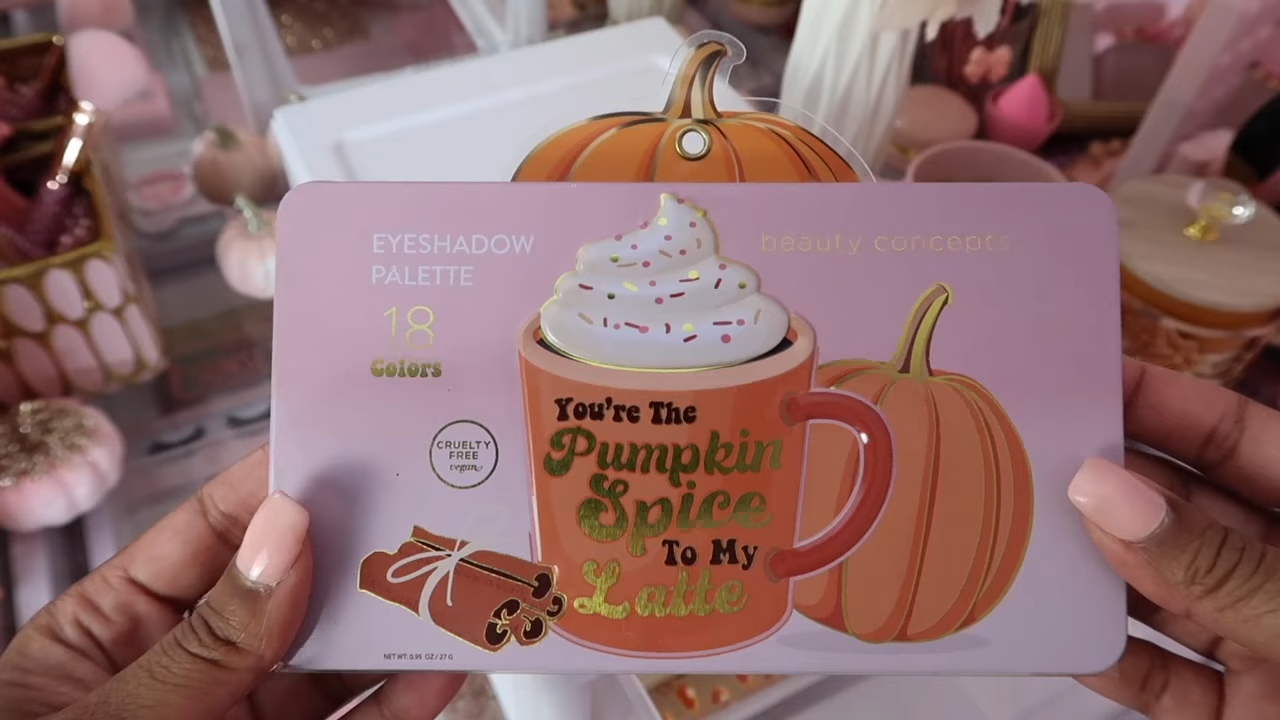 EYESHADOW
PALETTE
18
Colors
CRUELTY
FREE
vegan
beauty concepts
You're The
Pumpkin
Spice
To My
Latte
NET WT: 0.95 OZ / 27 G